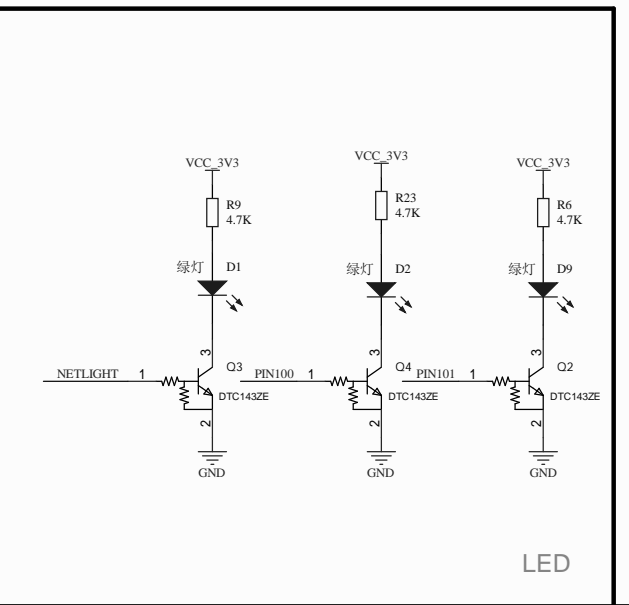 VCC_3V3
VCC_3V3
VCC_3V3
R9
4.7K
R23
4.7K
R6
4.7K
绿灯 D1
绿灯 D2
绿灯 D9
3
3
3
NETLIGHT 1
Q3
DTC143ZE
PIN100 1
Q4
DTC143ZE
PIN101 1
Q2
DTC143ZE
2
2
2
GND
GND
GND
LED